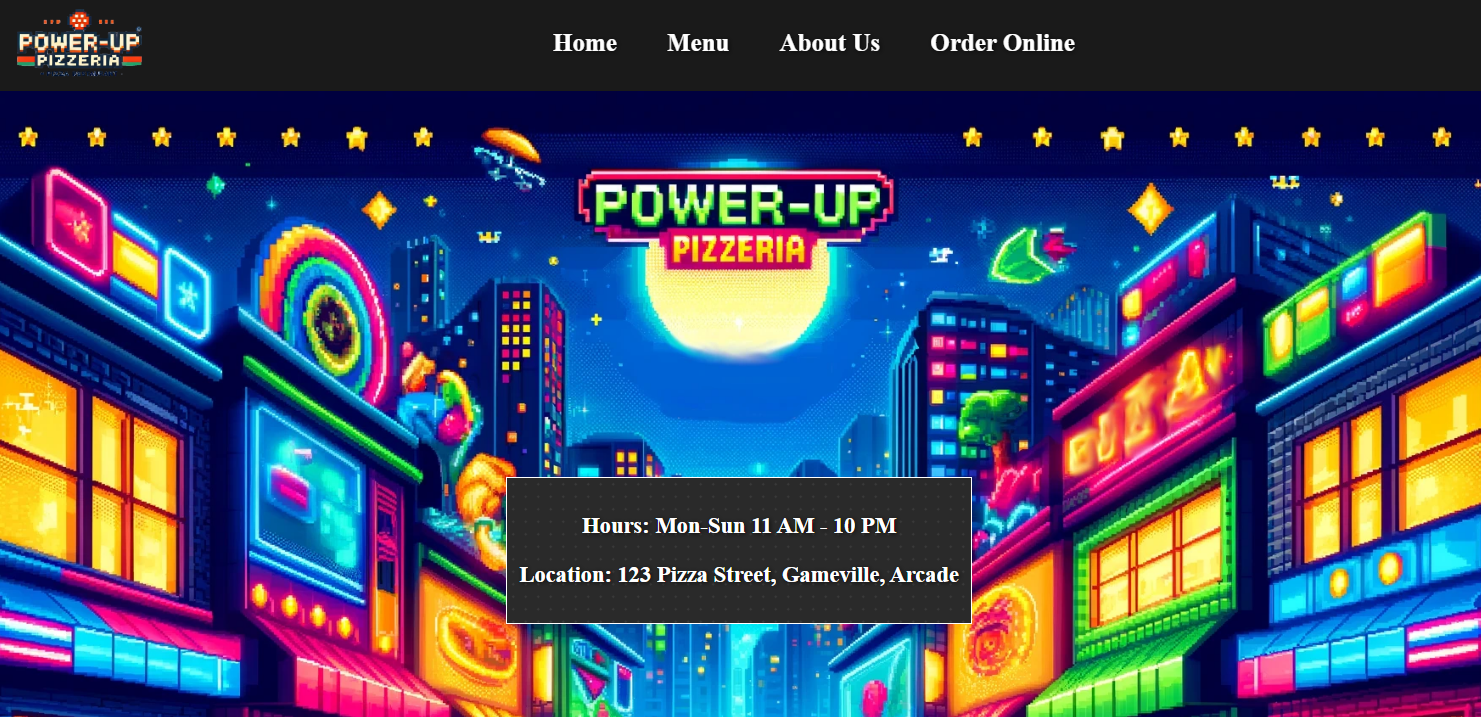 POWER-UP
PIZZERIA
Home
Menu
About Us
Order Online
POWER-UP
PIZZERIA
Hours: Mon-Sun 11 AM - 10 PM
Location: 123 Pizza Street, Gameville, Arcade